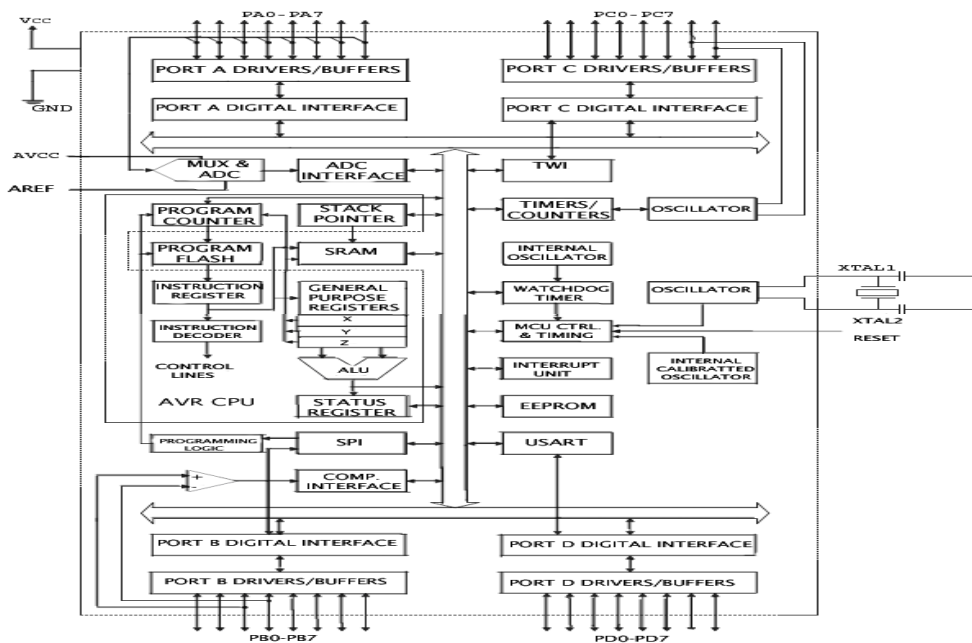 PA0-PA7
PC0-PC7
Vcc
PORT A DRIVERS/BUFFERS
PORT C DRIVERS/BUFFERS
GND
PORT A DIGITAL INTERFACE
PORT C DIGITAL INTERFACE
AVCC
MUX &
ADC
ADC
INTERFACE
TWI
AREF
PROGRAM
COUNTER
STACK
POINTER
TIMERS/
COUNTERS
OSCILLATOR
PROGRAM
FLASH
SRAM
INTERNAL
OSCILLATOR
XTAL1
INSTRUCTION
REGISTER
GENERAL
PURPOSE
REGISTERS
WATCHDOG
TIMER
OSCILLATOR
X
XTAL2
INSTRUCTION
DECODER
Y
MCU CTRL.
& TIMING
RESET
Z
CONTROL
LINES
ALU
INTERRUPT
UNIT
INTERNAL
CALIBRATTED
OSCILLATOR
AVR CPU
STATUS
REGISTER
EEPROM
PROGRAMMING
LOGIC
SPI
USART
+
-
COMP.
INTERFACE
PORT B DIGITAL INTERFACE
PORT D DIGITAL INTERFACE
PORT B DRIVERS/BUFFERS
PORT D DRIVERS/BUFFERS
PB0-PB7
PD0-PD7